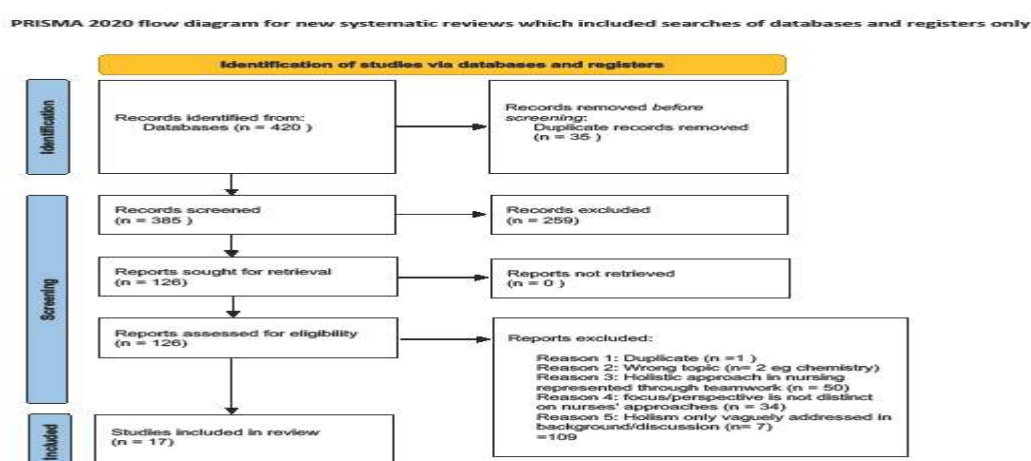 PRISMA 2020 flow diagram for new systematic reviews which included searches of databases and registers only
Identification of studies via databases and registers
Identification
Records identified from:
Databases (n = 420 )
Records removed before
screening:
Duplicate records removed
(n = 35 )
Screening
Records screened
(n = 385 )
Records excluded
(n = 259)
Reports sought for retrieval
(n = 126)
Reports not retrieved
(n = 0 )
Reports assessed for eligibility
(n = 126)
Reports excluded:
Reason 1: Duplicate (n =1 )
Reason 2: Wrong topic (n= 2 eg chemistry)
Reason 3: Holistic approach in nursing
represented through teamwork (n = 50)
Reason 4: focus/perspective is not distinct
on nurses' approaches (n = 34)
Reason 5: Holism only vaguely addressed in
background/discussion (n= 7)
=109
Included
Studies included in review
(n = 17)